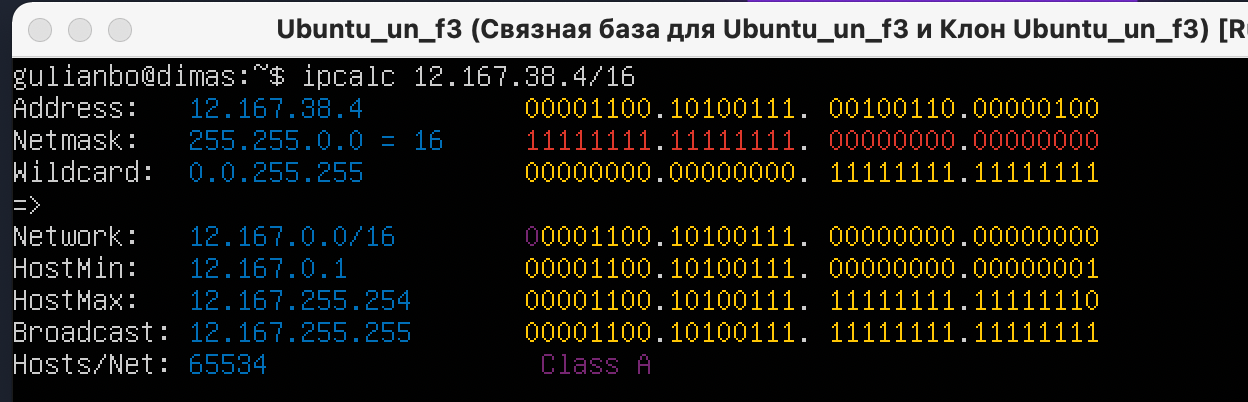 Ubuntu_un_f3 (Связная база для Ubuntu_un_f3 и Клон Ubuntu_un_f3)
gulianbo@dimas:~$ ipcalc 12.167.38.4/16
Address: 12.167.38.4 00001100.10100111. 00100110.00000100
Netmask: 255.255.0.0 = 16 11111111.11111111. 00000000.00000000
Wildcard: 0.0.255.255 00000000.00000000. 11111111.11111111
=>
Network: 12.167.0.0/16 00001100.10100111. 00000000.00000000
HostMin: 12.167.0.1 00001100.10100111. 00000000.00000001
HostMax: 12.167.255.254 00001100.10100111. 11111111.11111110
Broadcast: 12.167.255.255 00001100.10100111. 11111111.11111111
Hosts/Net: 65534 Class A